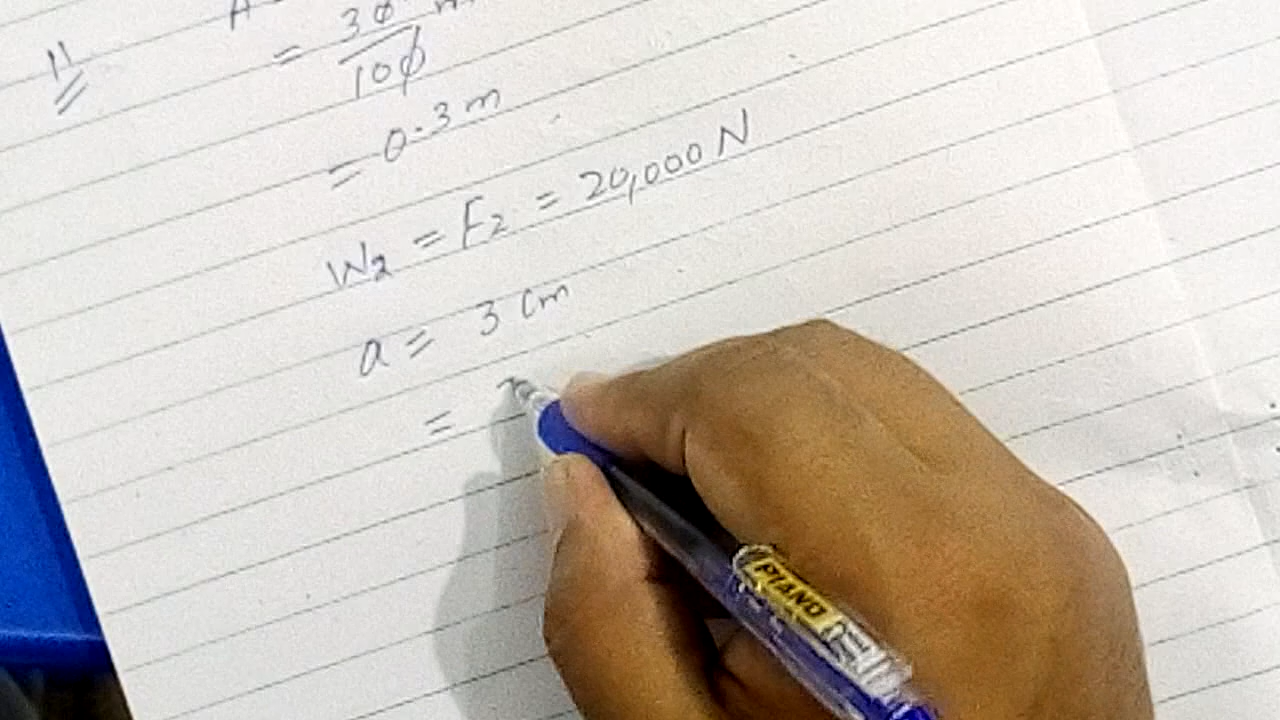 11
= 30
100
= 0.3 m
W2 = F2 = 20,000 N
a = 3 cm
=
PIANO